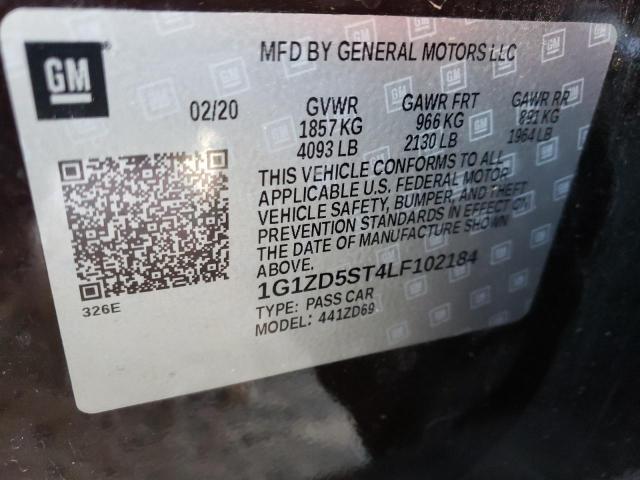 GM
MFD BY GENERAL MOTORS LLC
02/20 GVWR GAWR FRT GAWR RR
1857 KG 966 KG 891 KG
4093 LB 2130 LB 1964 LB
THIS VEHICLE CONFORMS TO ALL
APPLICABLE U.S. FEDERAL MOTOR
VEHICLE SAFETY, BUMPER, AND THEFT
PREVENTION STANDARDS IN EFFECT ON
THE DATE OF MANUFACTURE SHOWN
ABOVE.
1G1ZD5ST4LF102184
TYPE: PASS CAR
MODEL: 441ZD69
326E